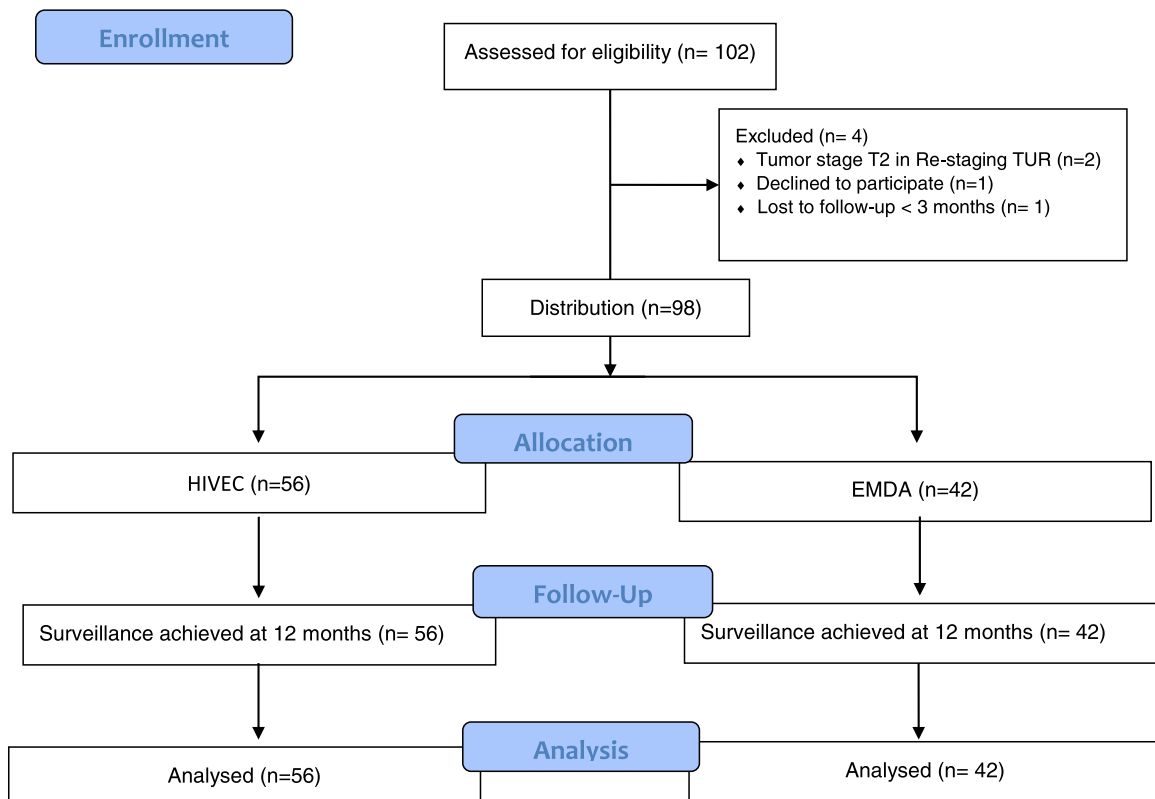 Enrollment
Assessed for eligibility (n= 102)
Excluded (n= 4)
♦ Tumor stage T2 in Re-staging TUR (n=2)
♦ Declined to participate (n=1)
♦ Lost to follow-up < 3 months (n= 1)
Distribution (n=98)
Allocation
HIVEC (n=56)
EMDA (n=42)
Follow-Up
Surveillance achieved at 12 months (n= 56)
Surveillance achieved at 12 months (n= 42)
Analysis
Analysed (n=56)
Analysed (n= 42)